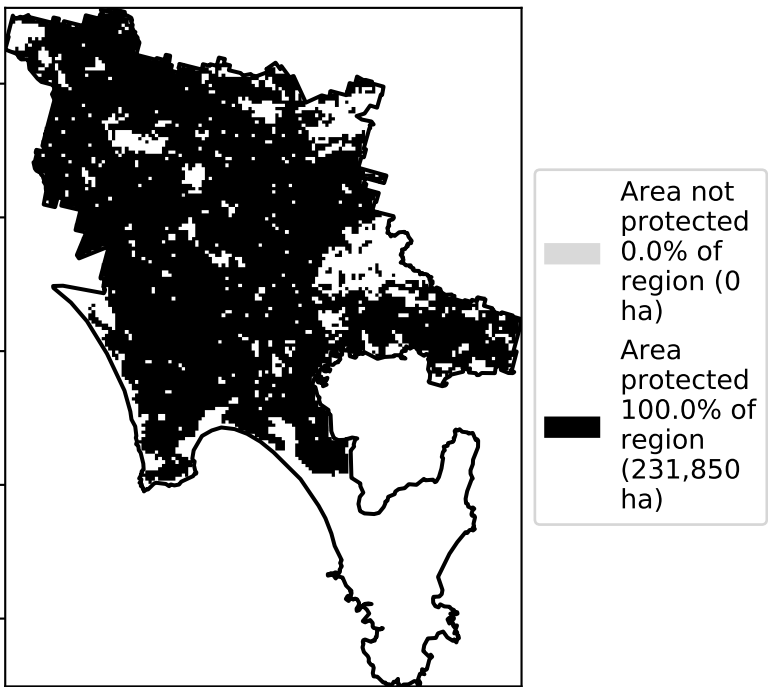 Area not
protected
0.0% of
region (0
ha)
Area
protected
100.0% of
region
(231,850
ha)